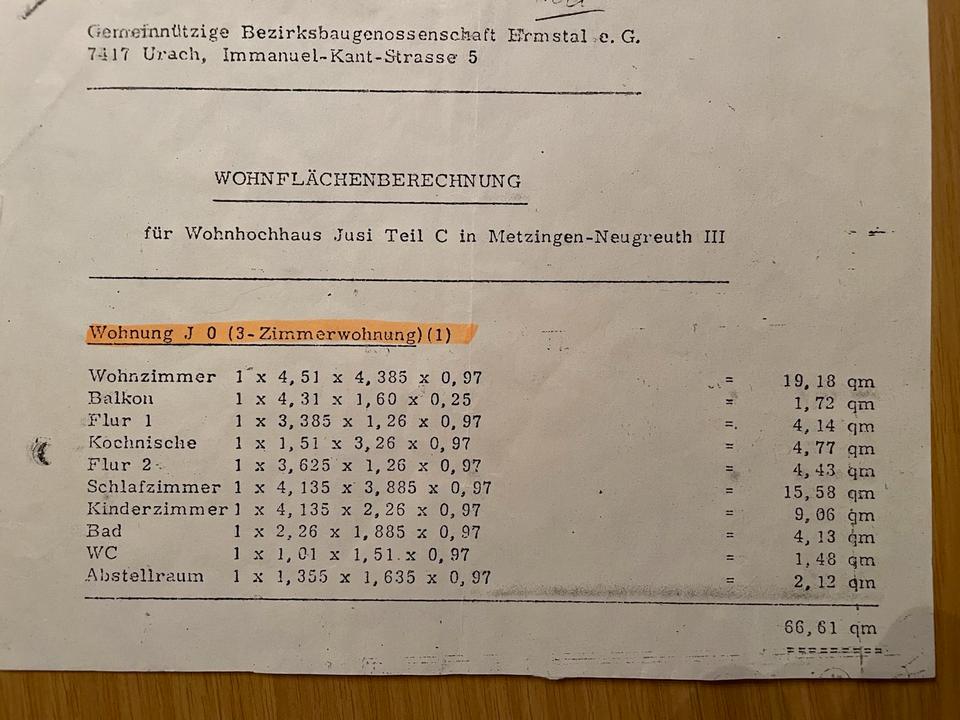 Gemeinnützige Bezirksbaugenossenschaft Ermstal e. G.
7417 Urach, Immanuel-Kant-Strasse 5
WOHNFLÄCHENBERECHNUNG
für Wohnhochhaus Jusi Teil C in Metzingen-Neugreuth III
Wohnung J 0 (3-Zimmerwohnung)(1)
Wohnzimmer 1 x 4,51 x 4,385 x 0,97 = 19,18 qm
Balkon 1 x 4,31 x 1,60 x 0,25 = 1,72 qm
Flur 1 1 x 3,385 x 1,26 x 0,97 = 4,14 qm
Kochnische 1 x 1,51 x 3,26 x 0,97 = 4,77 qm
Flur 2 1 x 3,625 x 1,26 x 0,97 = 4,43 qm
Schlafzimmer 1 x 4,135 x 3,885 x 0,97 = 15,58 qm
Kinderzimmer 1 x 4,135 x 2,26 x 0,97 = 9,06 qm
Bad 1 x 2,26 x 1,885 x 0,97 = 4,13 qm
WC 1 x 1,01 x 1,51 x 0,97 = 1,48 qm
Abstellraum 1 x 1,355 x 1,635 x 0,97 = 2,12 qm
66,61 qm